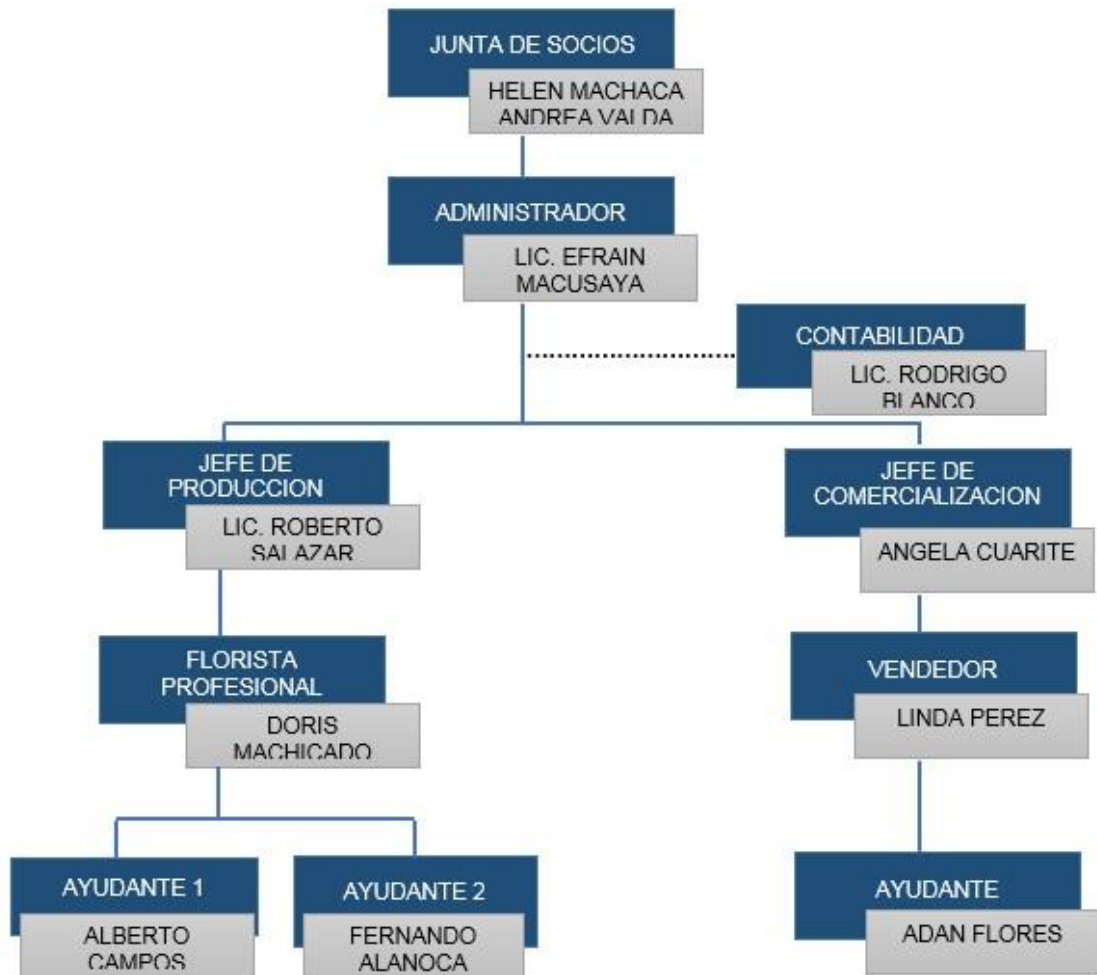 JUNTA DE SOCIOS
HELEN MACHACA
ANDREA VALDA
ADMINISTRADOR
LIC. EFRAIN
MACUSAYA
CONTABILIDAD
LIC. RODRIGO
BLANCO
JEFE DE
PRODUCCION
LIC. ROBERTO
SALAZAR
JEFE DE
COMERCIALIZACION
ANGELA CUARITE
FLORISTA
PROFESIONAL
DORIS
MACHICADO
VENDEDOR
LINDA PEREZ
AYUDANTE 1
ALBERTO
CAMPOS
AYUDANTE 2
FERNANDO
ALANOCA
AYUDANTE
ADAN FLORES